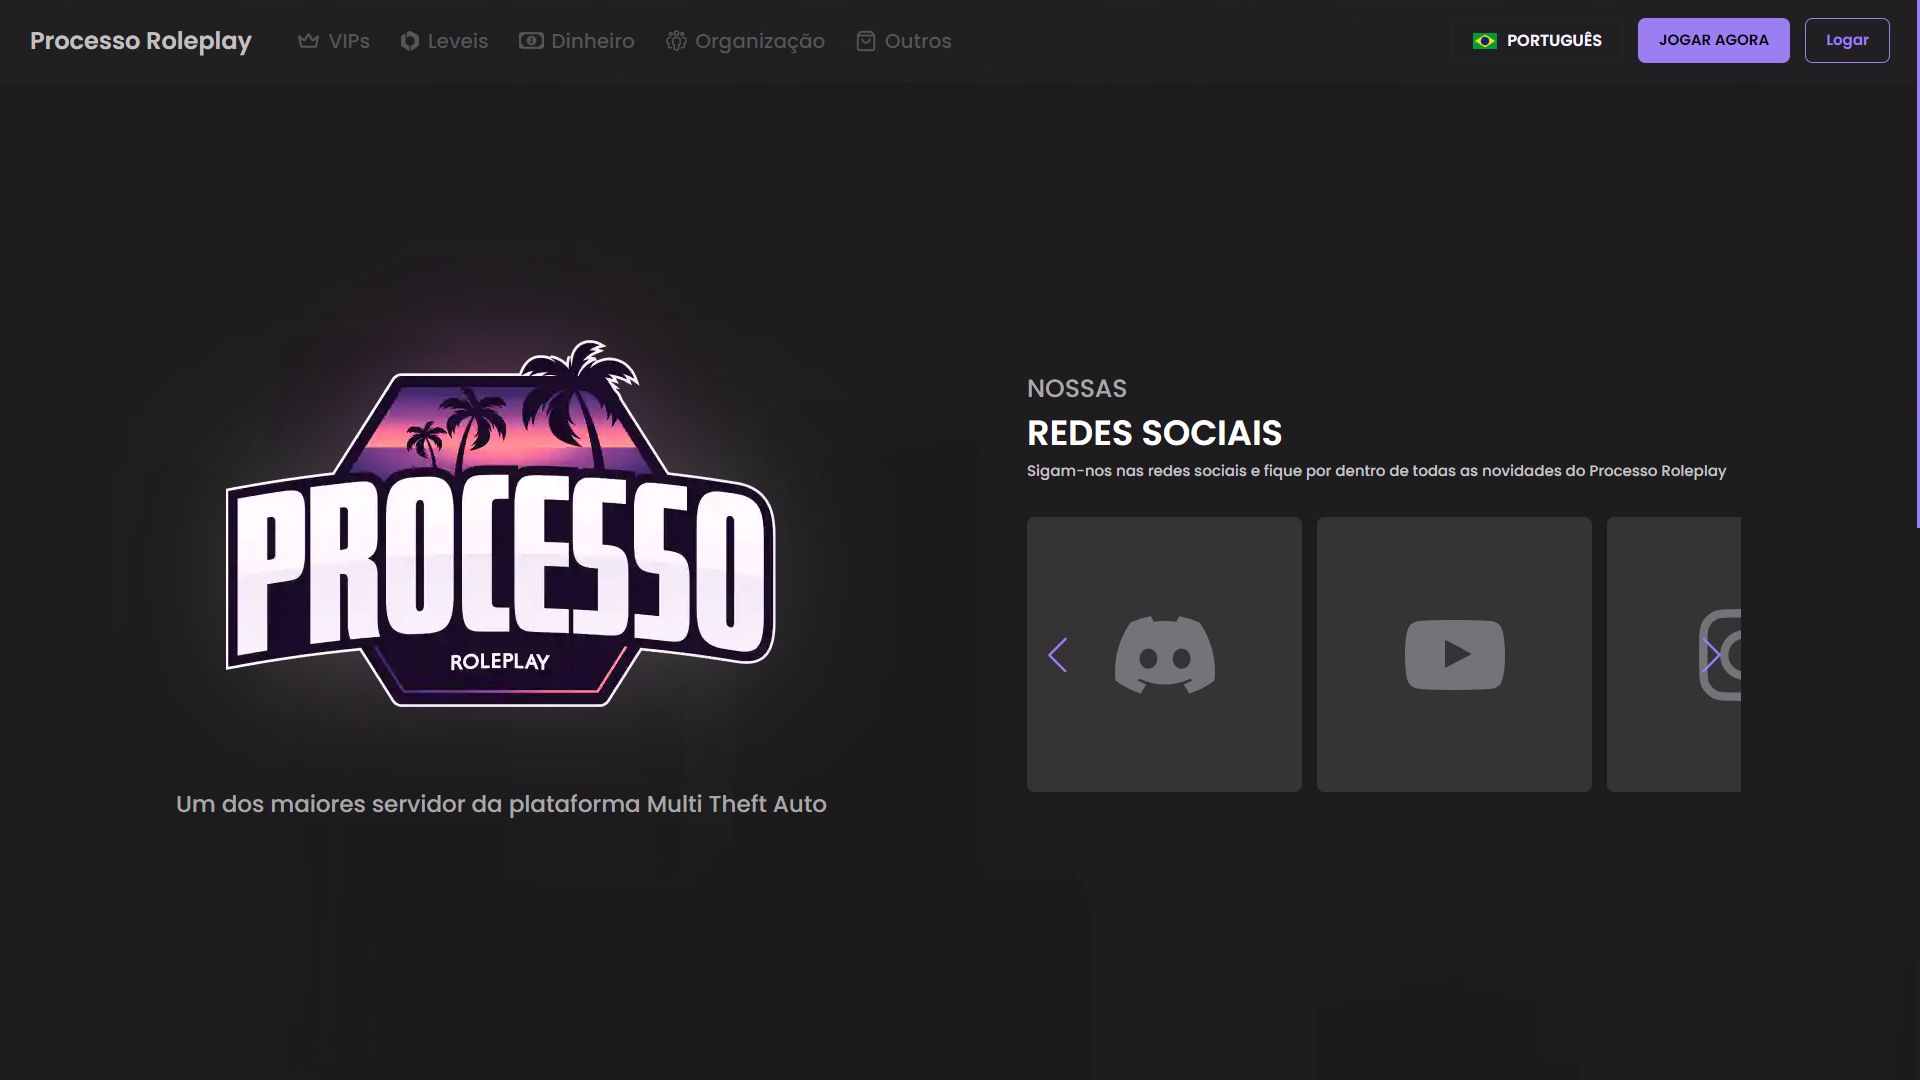 Processo Roleplay
VIPs
Leveis
Dinheiro
Organização
Outros
PORTUGUÊS
JOGAR AGORA
Logar
PROCESSO
ROLEPLAY
Um dos maiores servidor da plataforma Multi Theft Auto
NOSSAS
REDES SOCIAIS
Sigam-nos nas redes sociais e fique por dentro de todas as novidades do Processo Roleplay